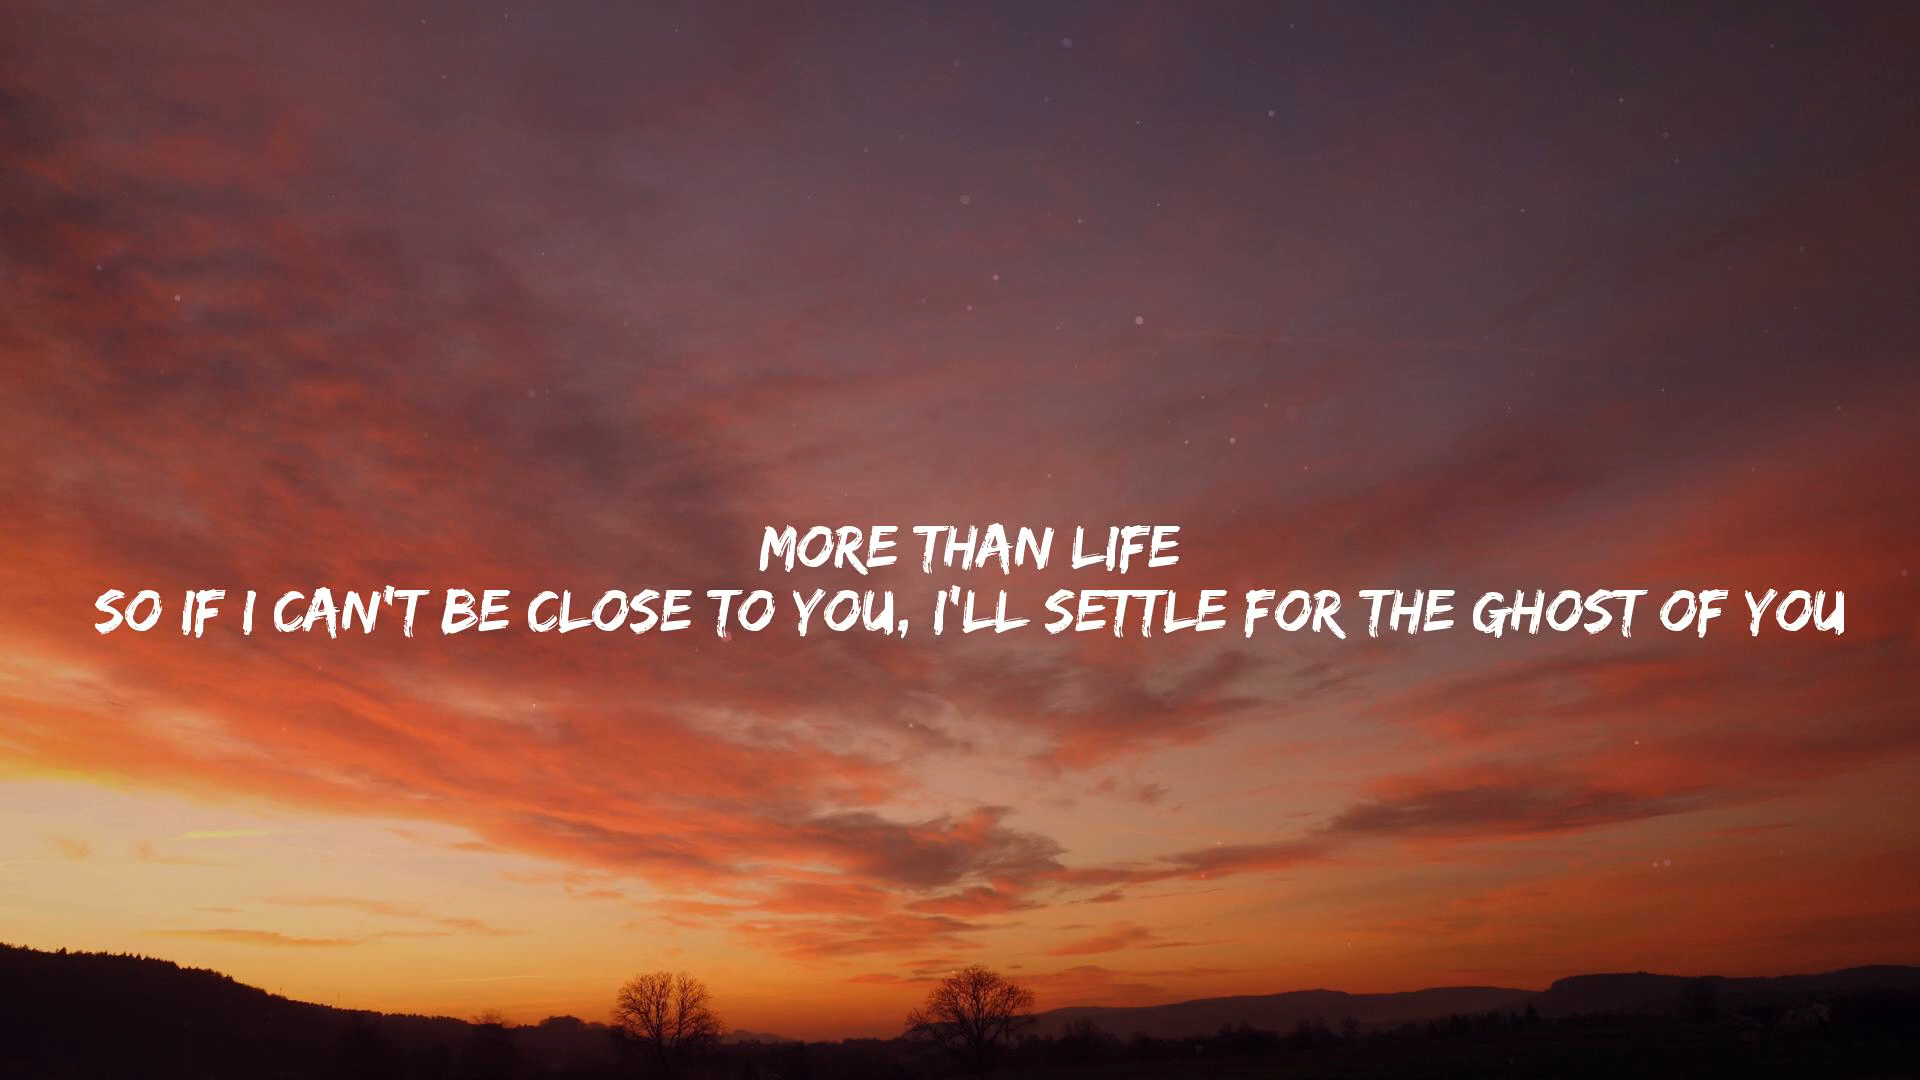 MORE THAN LIFE
SO IF I CAN'T BE CLOSE TO YOU, I'LL SETTLE FOR THE GHOST OF YOU